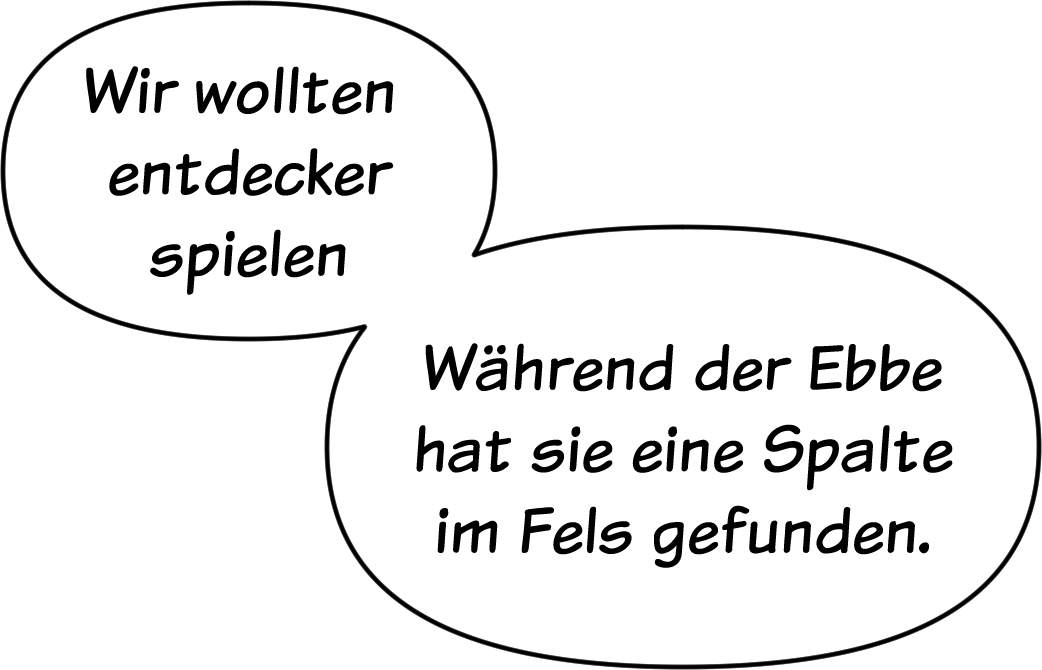 Wir wollten
entdecker
spielen
Während der Ebbe
hat sie eine Spalte
im Fels gefunden.